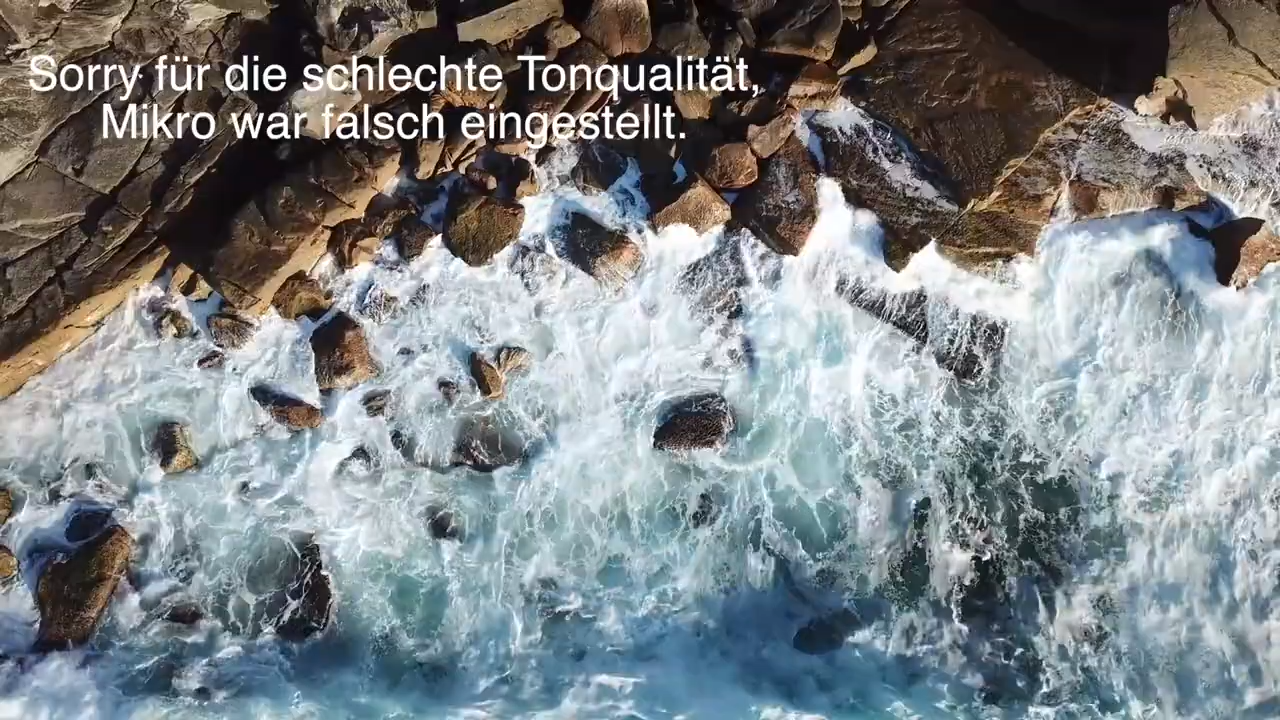 Sorry für die schlechte Tonqualität,
Mikro war falsch eingestellt.